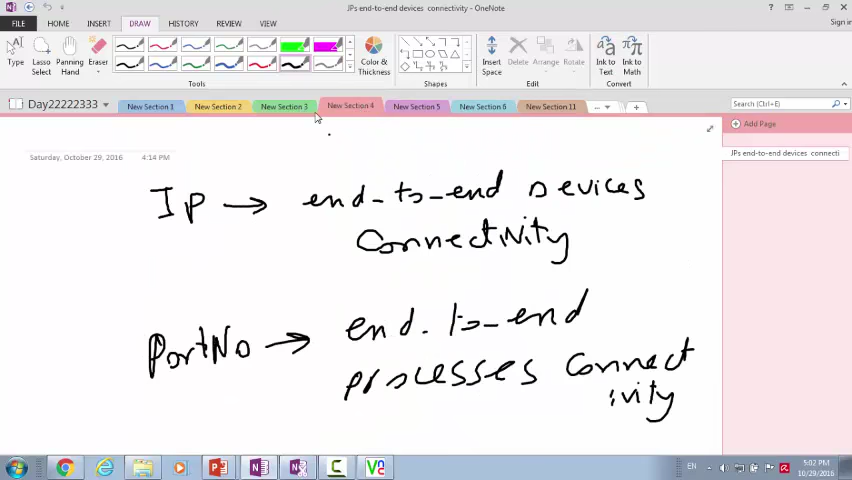 JPs end-to-end devices connectivity - OneNote
FILE HOME INSERT DRAW HISTORY REVIEW VIEW
Sign in
Type
Lasso Select
Panning Hand
Eraser
Color & Thickness
Insert Space
Delete
Arrange
Rotate
Ink to Text
Ink to Math
Tools
Shapes
Edit
Convert
Day22222333
New Section 1
New Section 2
New Section 3
New Section 4
New Section 5
New Section 6
New Section 11
Search (Ctrl+E)
Add Page
JPs end-to-end devices connecti
Saturday, October 29, 2016 4:14 PM
IP → end-to-end Devices
Connectivity
PortNo → end-to-end
processes connect
ivity
EN
5:02 PM
10/29/2016